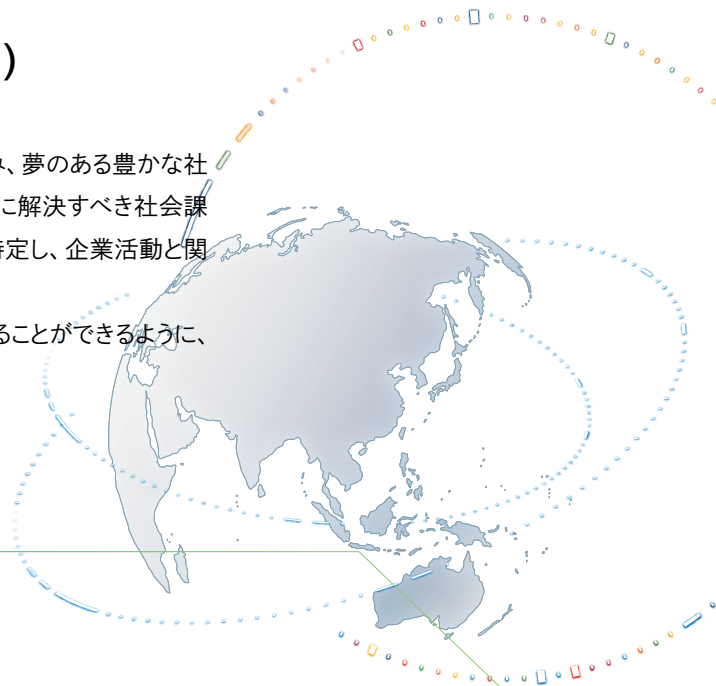 )
、夢のある豊かな社
に解決すべき社会課
特定し、企業活動と関
ることができるように、